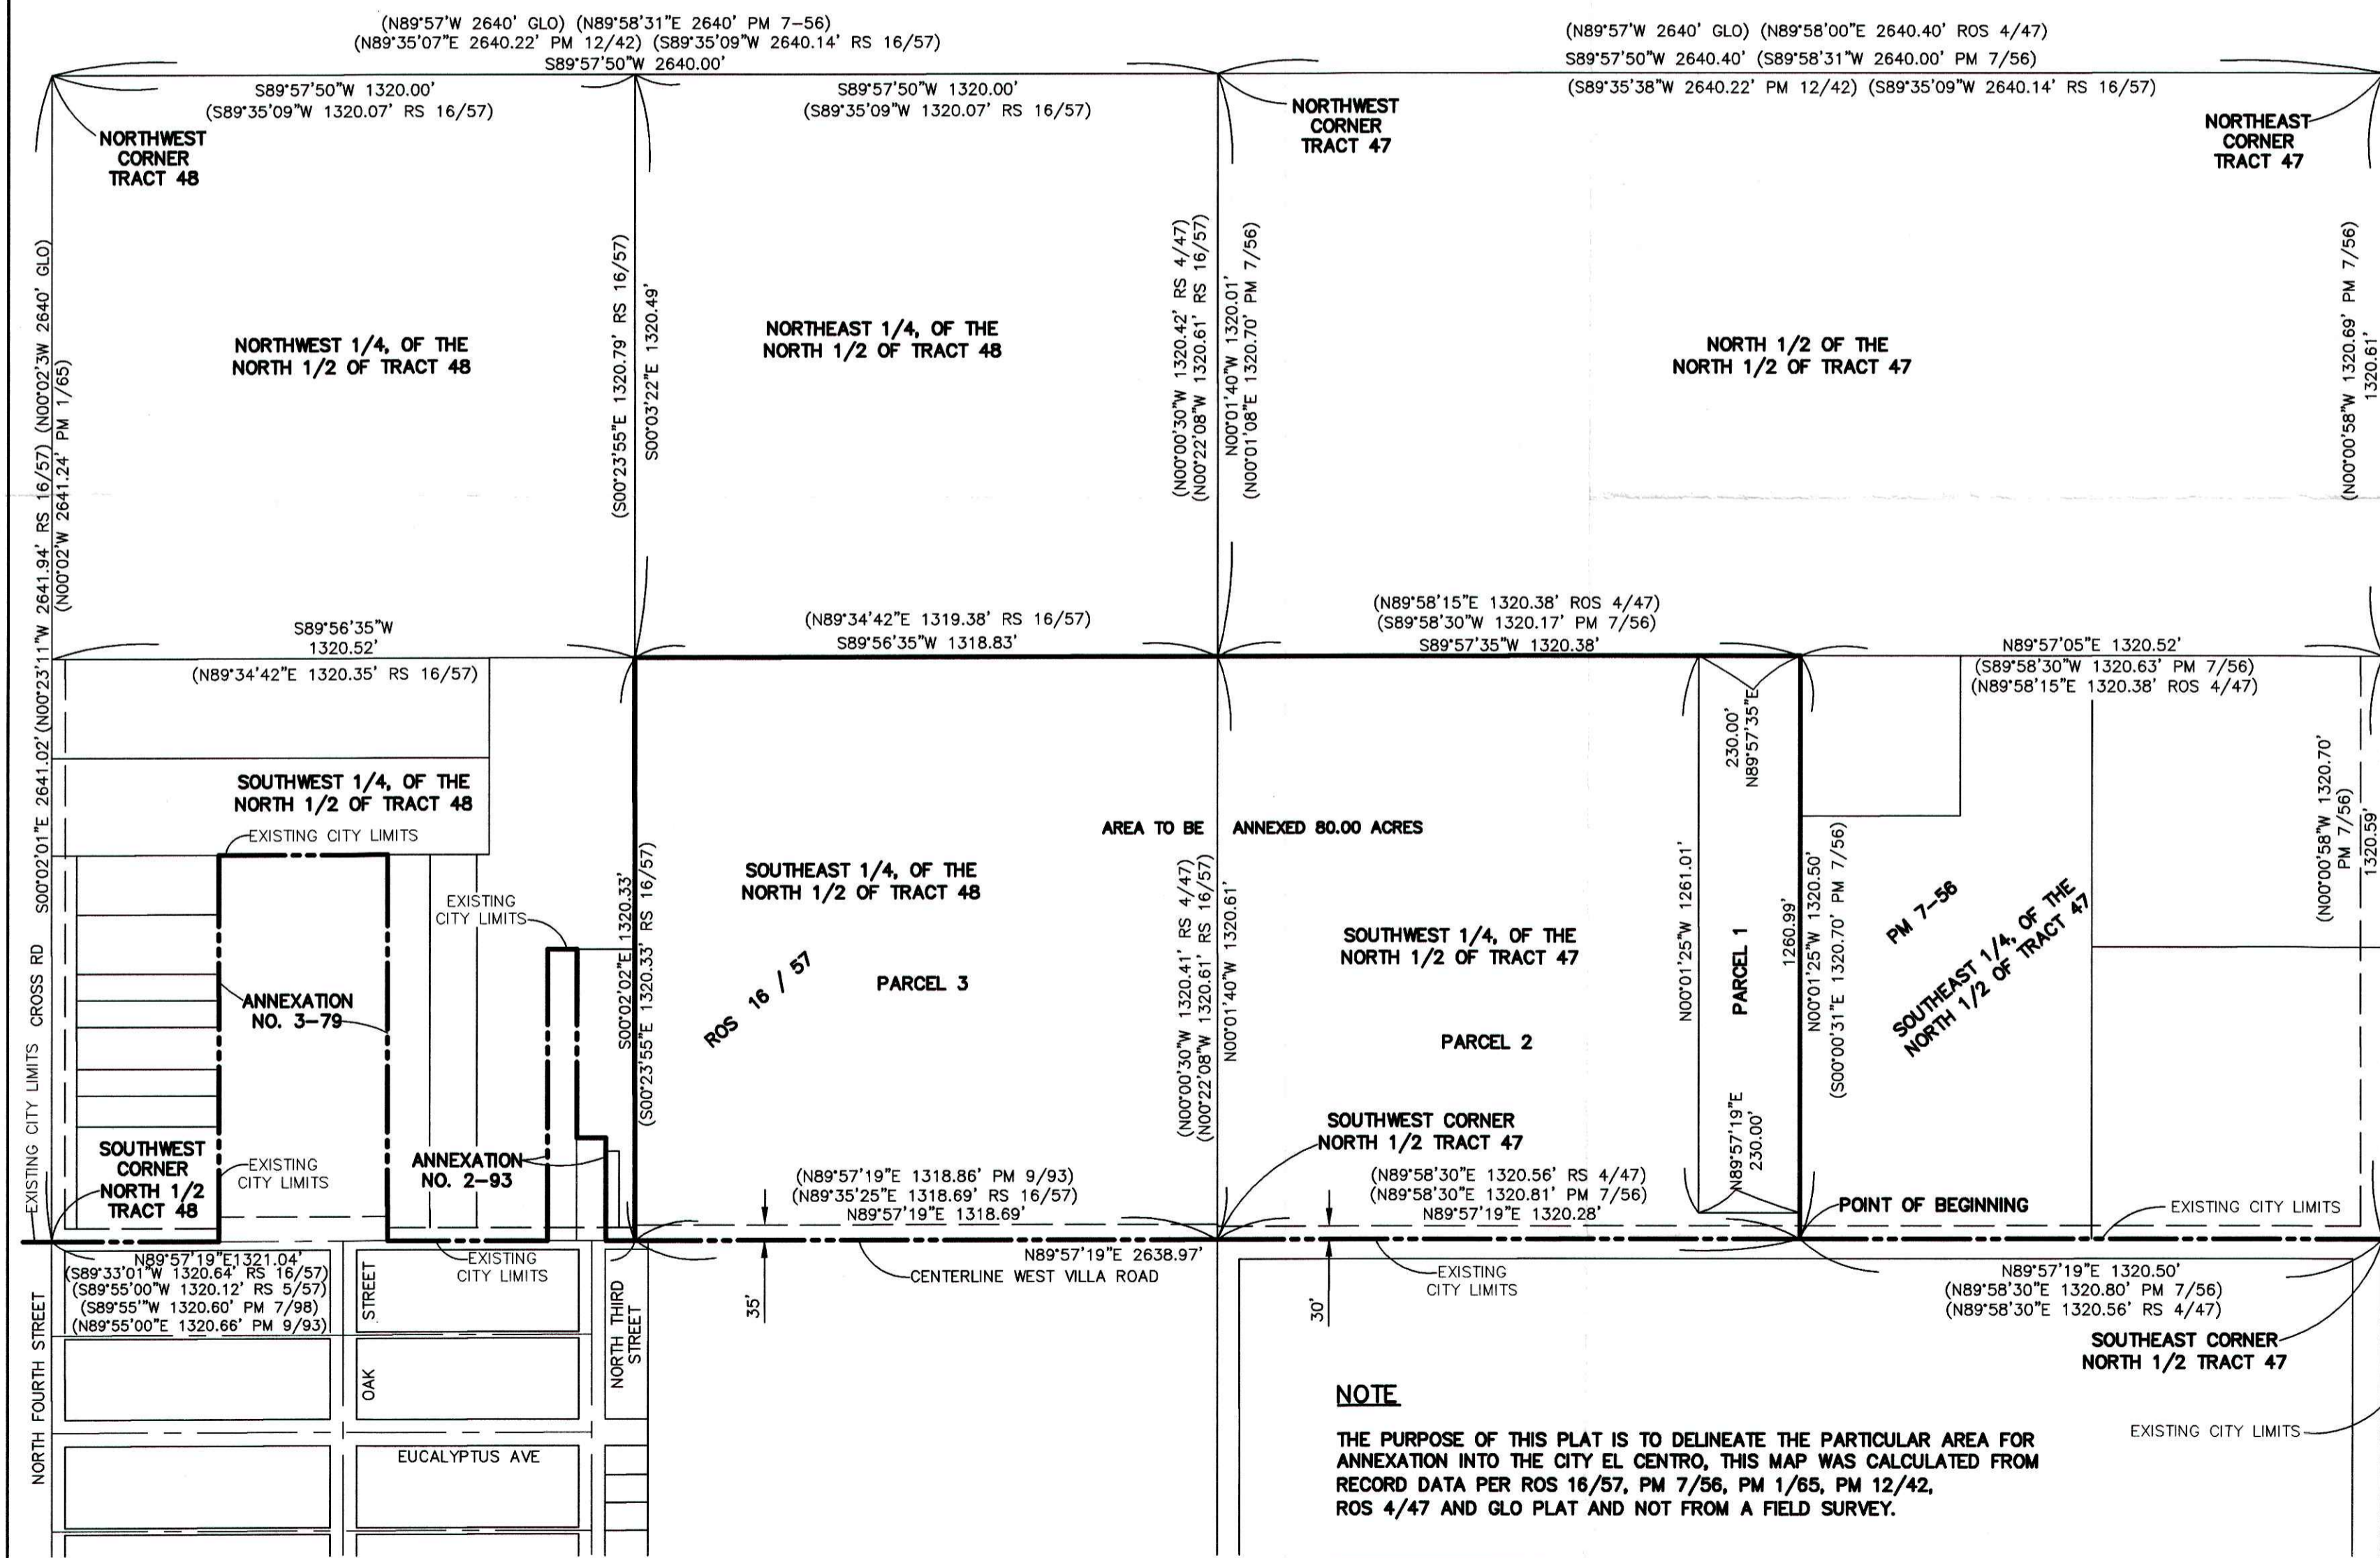 (N89°57'W 2640' GLO) (N89°58'31"E 2640' PM 7-56)
(N89°35'07"E 2640.22' PM 12/42) (S89°35'09"W 2640.14' RS 16/57)
S89°57'50"W 2640.00'
(N89°57'W 2640' GLO) (N89°58'00"E 2640.40' ROS 4/47)
S89°57'50"W 2640.40' (S89°58'31"W 2640.00' PM 7/56)
(S89°35'38"W 2640.22' PM 12/42) (S89°35'09"W 2640.14' RS 16/57)
S89°57'50"W 1320.00'
(S89°35'09"W 1320.07' RS 16/57)
S89°57'50"W 1320.00'
(S89°35'09"W 1320.07' RS 16/57)
NORTHWEST
CORNER
TRACT 48
NORTHWEST
CORNER
TRACT 47
NORTHEAST
CORNER
TRACT 47
S00°02'01"E 2641.02' (N00°23'11"W 2641.94' RS 16/57) (N00°02'3W 2640' GLO)
(N00°02'W 2641.24' PM 1/65)
NORTHWEST 1/4, OF THE
NORTH 1/2 OF TRACT 48
(S00°23'55"E 1320.79' RS 16/57)
S00°03'22"E 1320.49'
NORTHEAST 1/4, OF THE
NORTH 1/2 OF TRACT 48
(N00°00'30"W 1320.42' RS 4/47)
(N00°22'08"W 1320.61' RS 16/57)
N00°01'40"W 1320.01'
(N00°01'08"E 1320.70' PM 7/56)
NORTH 1/2 OF THE
NORTH 1/2 OF TRACT 47
(N00°00'58"W 1320.69' PM 7/56)
1320.61'
S89°56'35"W
1320.52'
(N89°34'42"E 1320.35' RS 16/57)
(N89°34'42"E 1319.38' RS 16/57)
S89°56'35"W 1318.83'
(N89°58'15"E 1320.38' ROS 4/47)
(S89°58'30"W 1320.17' PM 7/56)
S89°57'35"W 1320.38'
N89°57'05"E 1320.52'
(S89°58'30"W 1320.63' PM 7/56)
(N89°58'15"E 1320.38' ROS 4/47)
SOUTHWEST 1/4, OF THE
NORTH 1/2 OF TRACT 48
EXISTING CITY LIMITS
EXISTING
CITY LIMITS
ANNEXATION
NO. 3-79
EXISTING
CITY LIMITS
ANNEXATION
NO. 2-93
SOUTHWEST
CORNER
NORTH 1/2
TRACT 48
EXISTING CITY LIMITS CROSS RD
S00°02'02"E 1320.33'
(S00°23'55"E 1320.33' RS 16/57)
AREA TO BE ANNEXED 80.00 ACRES
SOUTHEAST 1/4, OF THE
NORTH 1/2 OF TRACT 48
ROS 16 / 57
PARCEL 3
(N00°00'30"W 1320.41' RS 4/47)
(N00°22'08"W 1320.61' RS 16/57)
N00°01'40"W 1320.61'
SOUTHWEST 1/4, OF THE
NORTH 1/2 OF TRACT 47
PARCEL 2
SOUTHWEST CORNER
NORTH 1/2 TRACT 47
230.00'
N89°57'35"E
N00°01'25"W 1261.01'
PARCEL 1
1260.99'
N89°57'19"E
230.00'
N00°01'25"W 1320.50'
(S00°00'31"E 1320.70' PM 7/56)
PM 7-56
SOUTHEAST 1/4, OF THE
NORTH 1/2 OF TRACT 47
(N00°00'58"W 1320.70'
PM 7/56)
1320.59'
(N89°57'19"E 1318.86' PM 9/93)
(N89°35'25"E 1318.69' RS 16/57)
N89°57'19"E 1318.69'
(N89°58'30"E 1320.56' RS 4/47)
(N89°58'30"E 1320.81' PM 7/56)
N89°57'19"E 1320.28'
POINT OF BEGINNING
EXISTING CITY LIMITS
N89°57'19"E1321.04'
(S89°33'01"W 1320.64' RS 16/57)
(S89°55'00"W 1320.12' RS 5/57)
(S89°55'"W 1320.60' PM 7/98)
(N89°55'00"E 1320.66' PM 9/93)
EXISTING
CITY LIMITS
N89°57'19"E 2638.97'
CENTERLINE WEST VILLA ROAD
35'
30'
EXISTING
CITY LIMITS
N89°57'19"E 1320.50'
(N89°58'30"E 1320.80' PM 7/56)
(N89°58'30"E 1320.56' RS 4/47)
SOUTHEAST CORNER
NORTH 1/2 TRACT 47
EXISTING CITY LIMITS
NORTH FOURTH STREET
OAK STREET
NORTH THIRD
STREET
EUCALYPTUS AVE
NOTE
THE PURPOSE OF THIS PLAT IS TO DELINEATE THE PARTICULAR AREA FOR
ANNEXATION INTO THE CITY EL CENTRO, THIS MAP WAS CALCULATED FROM
RECORD DATA PER ROS 16/57, PM 7/56, PM 1/65, PM 12/42,
ROS 4/47 AND GLO PLAT AND NOT FROM A FIELD SURVEY.